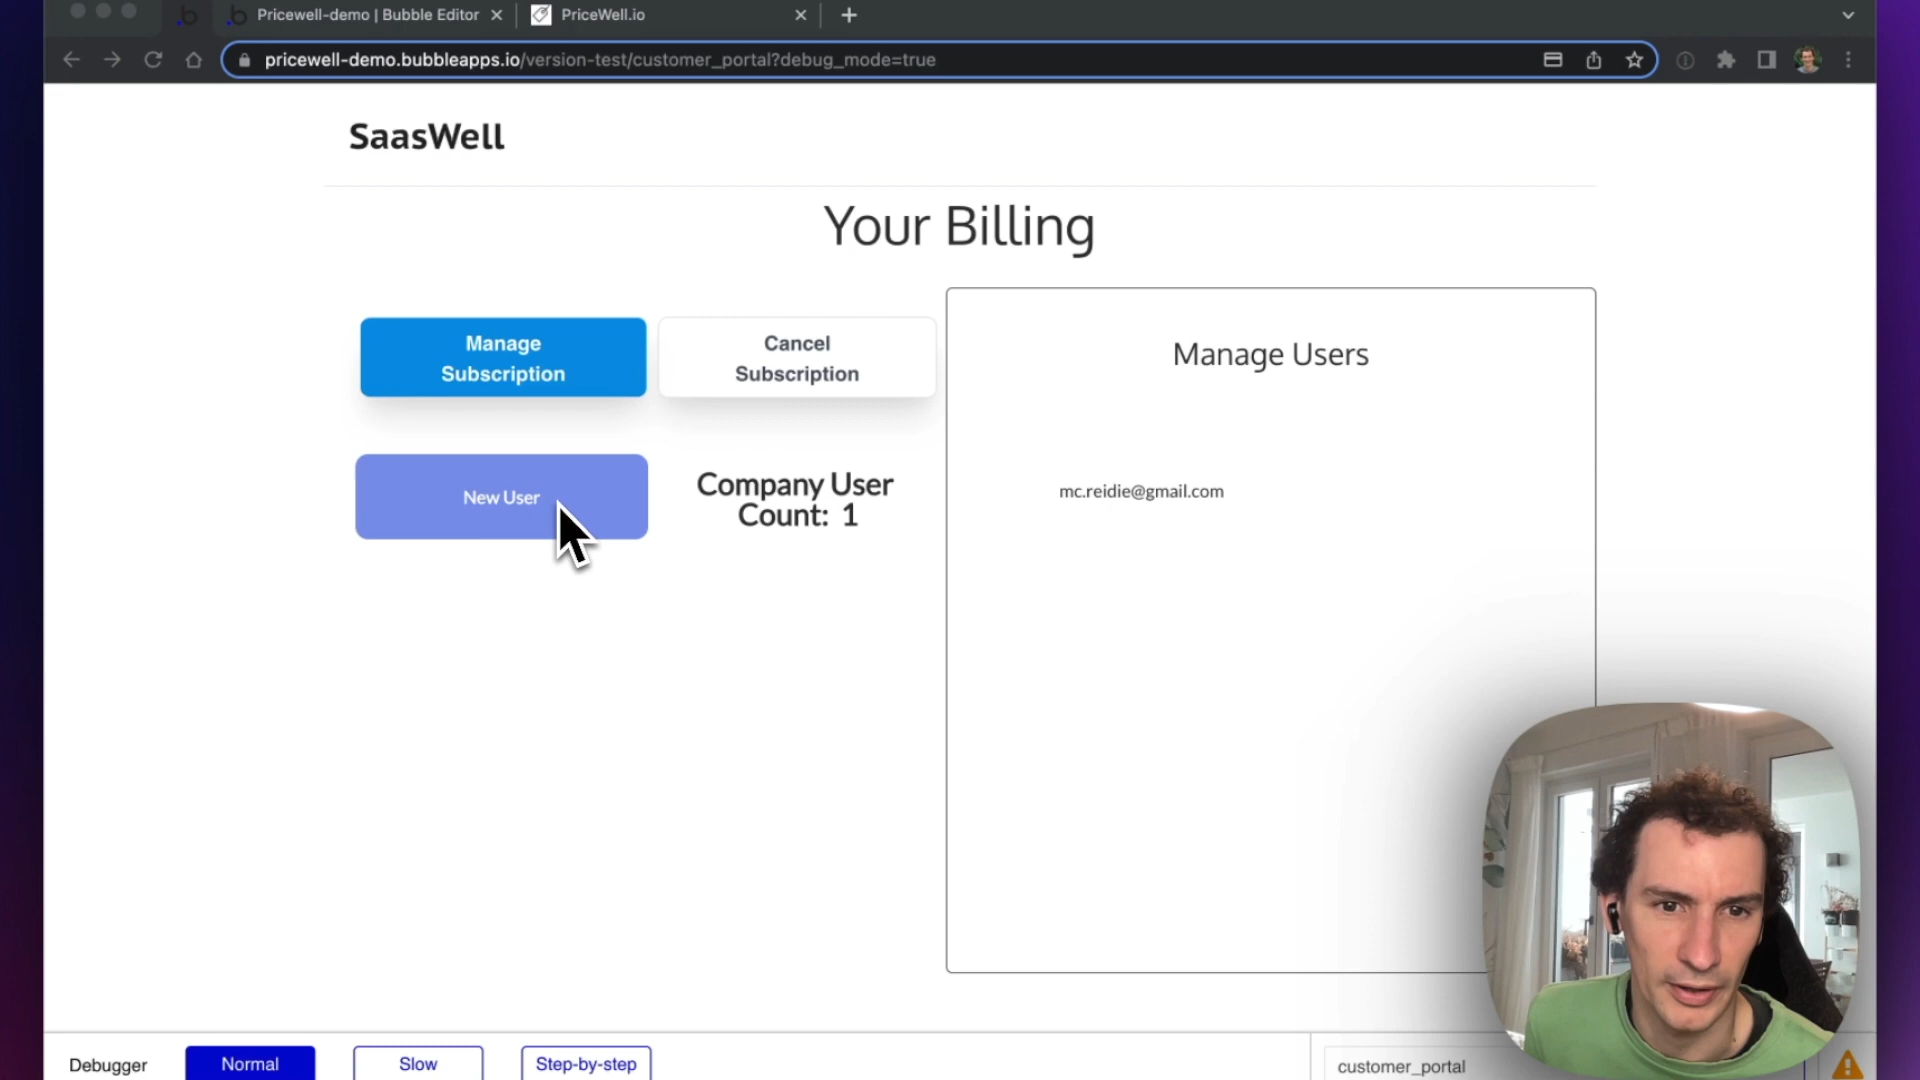 Pricewell-demo | Bubble Editor
PriceWell.io
pricewell-demo.bubbleapps.io/version-test/customer_portal?debug_mode=true
SaasWell
Your Billing
Manage
Subscription
Cancel
Subscription
Manage Users
New User
Company User
Count: 1
mc.reidie@gmail.com
Debugger
Normal
Slow
Step-by-step
customer_portal